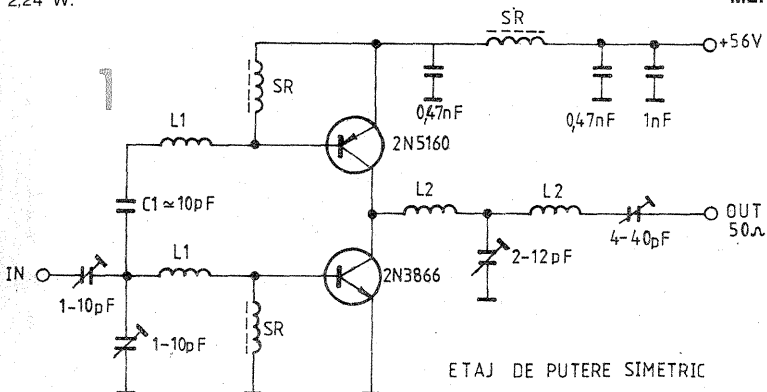 2,24 W.
SR
+56V
1
SR
0,47nF
0,47nF
1nF
L1
2N5160
C1≃10pF
L2
L2
OUT
50Ω
4-40pF
2-12pF
IN
L1
2N3866
1-10pF
SR
1-10pF
ETAJ DE PUTERE SIMETRIC